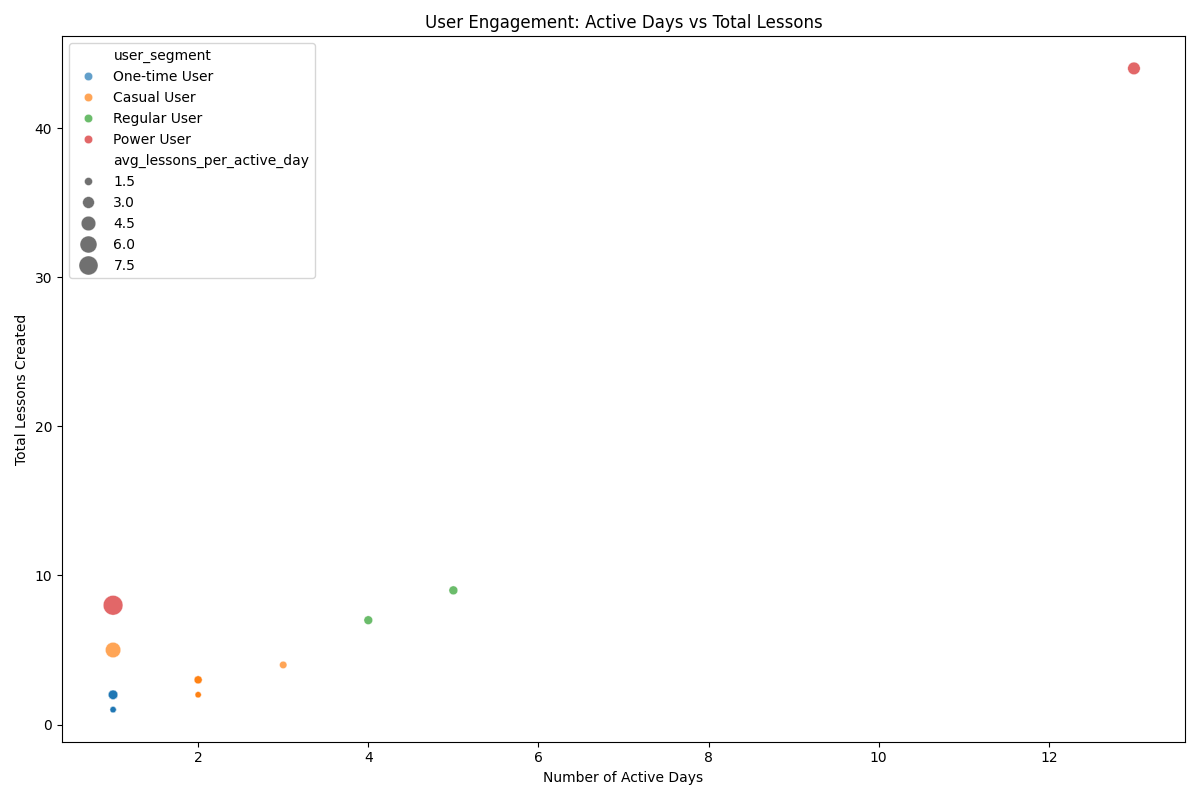 User Engagement: Active Days vs Total Lessons
user_segment
One-time User
Casual User
Regular User
Power User
avg_lessons_per_active_day
1.5
3.0
4.5
6.0
7.5
Total Lessons Created
40
30
20
10
0
2 4 6 8 10 12
Number of Active Days